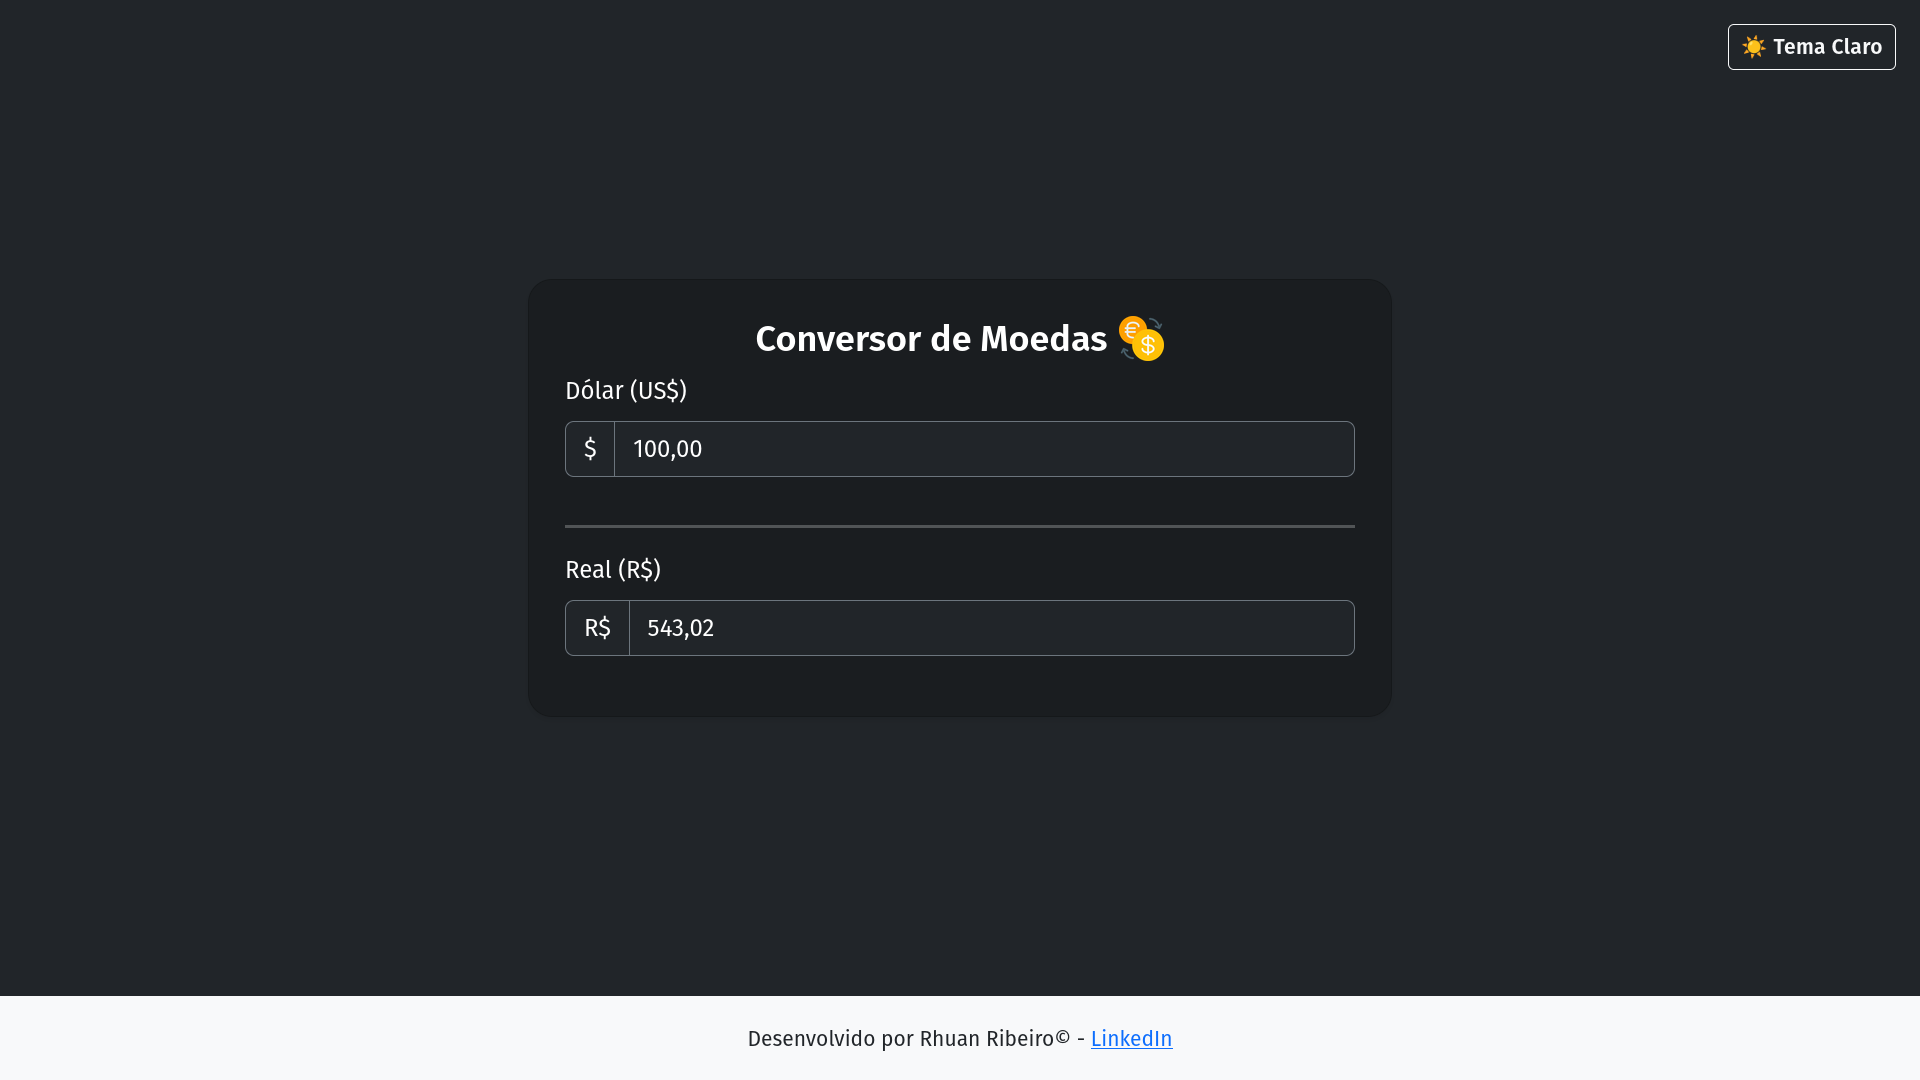 ☀️ Tema Claro
Conversor de Moedas
Dólar (US$)
$ 100,00
Real (R$)
R$ 543,02
Desenvolvido por Rhuan Ribeiro© - LinkedIn